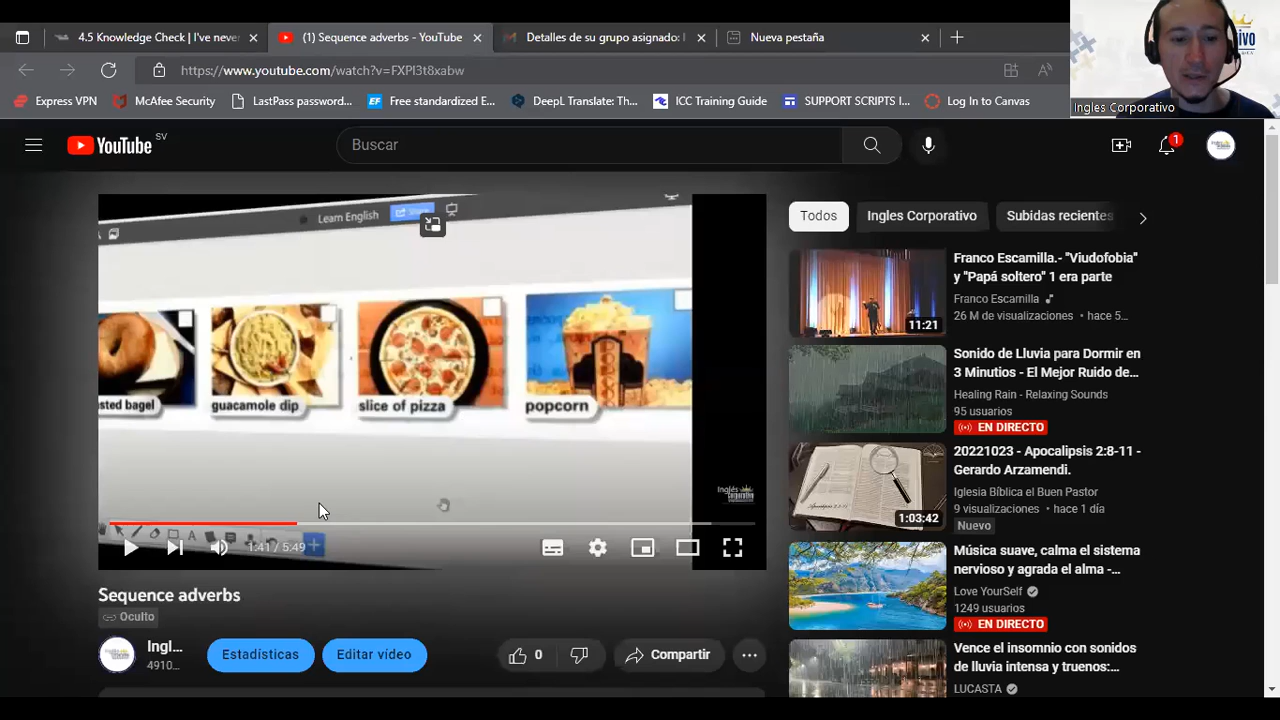 4.5 Knowledge Check | I've never
(1) Sequence adverbs - YouTube
Detalles de su grupo asignado: I
Nueva pestaña
https://www.youtube.com/watch?v=FXPI3t8xabw
Express VPN
McAfee Security
LastPass password...
EF Free standardized E...
DeepL Translate: Th...
ICC Training Guide
SUPPORT SCRIPTS I...
Log In to Canvas
Ingles Corporativo
YouTube SV
Buscar
1
Learn English
Share
sted bagel
guacamole dip
slice of pizza
popcorn
Inglés Corporativo
1:41 / 5:49
Sequence adverbs
Oculto
Ingl...
4910...
Estadísticas
Editar video
0
Compartir
Todos
Ingles Corporativo
Subidas recientes
Franco Escamilla.- "Viudofobia"
y "Papá soltero" 1 era parte
Franco Escamilla
26 M de visualizaciones • hace 5...
11:21
Sonido de Lluvia para Dormir en
3 Minutios - El Mejor Ruido de...
Healing Rain - Relaxing Sounds
95 usuarios
EN DIRECTO
20221023 - Apocalipsis 2:8-11 -
Gerardo Arzamendi.
Iglesia Bíblica el Buen Pastor
9 visualizaciones • hace 1 día
Nuevo
1:03:42
Música suave, calma el sistema
nervioso y agrada el alma -...
Love YourSelf
1249 usuarios
EN DIRECTO
Vence el insomnio con sonidos
de lluvia intensa y truenos:...
LUCASTA